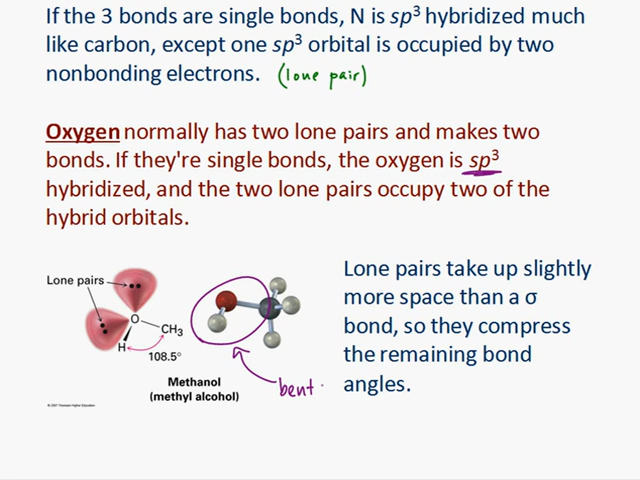 If the 3 bonds are single bonds, N is sp³ hybridized much
like carbon, except one sp³ orbital is occupied by two
nonbonding electrons. (lone pair)
Oxygen normally has two lone pairs and makes two
bonds. If they're single bonds, the oxygen is sp³
hybridized, and the two lone pairs occupy two of the
hybrid orbitals.
Lone pairs
O
CH₃
H
108.5°
Methanol
(methyl alcohol)
bent
© 2007 Thomson Higher Education
Lone pairs take up slightly
more space than a σ
bond, so they compress
the remaining bond
angles.